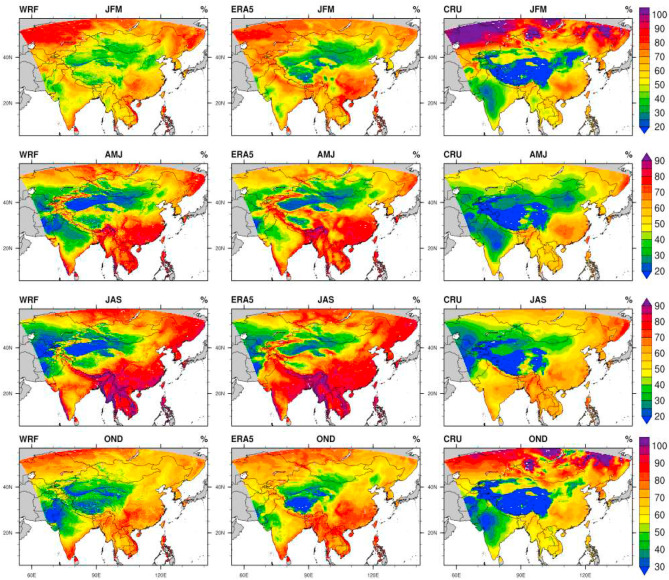 WRF JFM % ERA5 JFM % CRU JFM
40N 20N
100 90 80 70 60 50 40 30
WRF AMJ % ERA5 AMJ % CRU AMJ
40N 20N
90 80 70 60 50 40 30 20
WRF JAS % ERA5 JAS % CRU JAS
40N 20N
90 80 70 60 50 40 30 20
WRF OND % ERA5 OND % CRU OND
40N 20N
100 90 80 70 60 50 40 30
60E 90E 120E 60E 90E 120E 60E 90E 120E